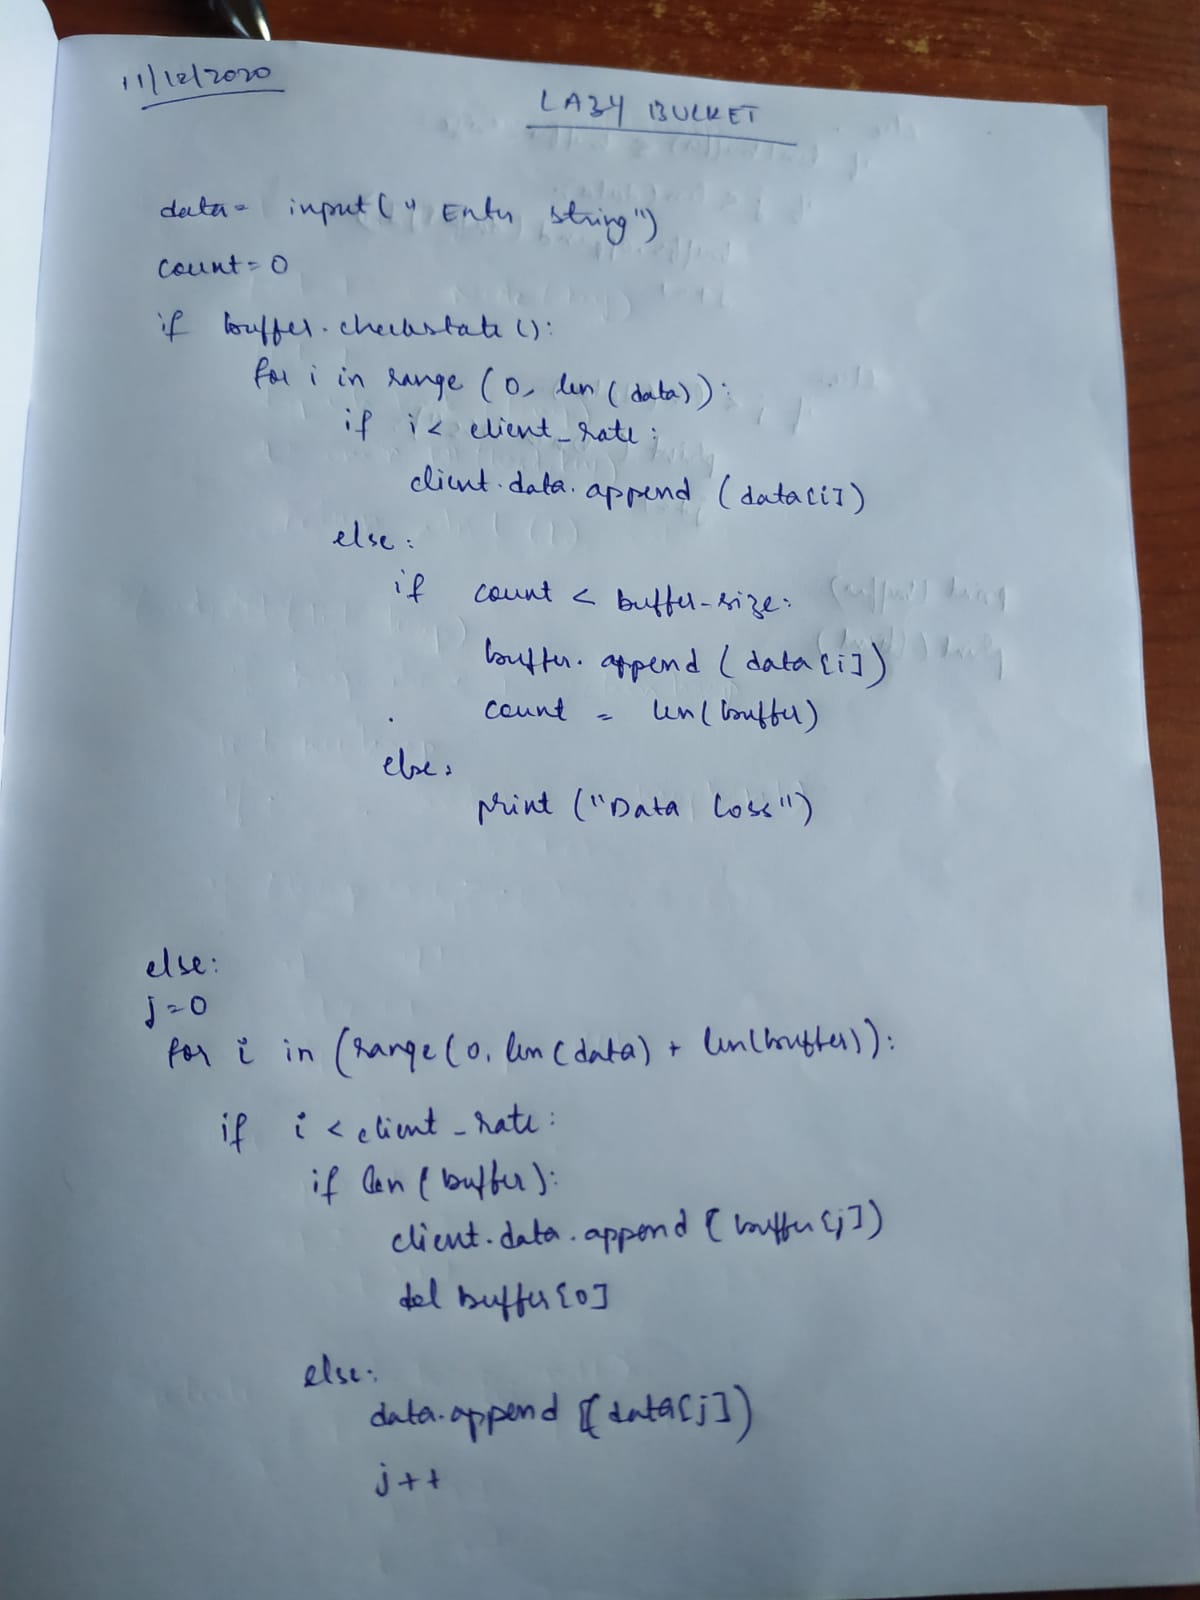 11/12/2020
LAZY BUCKET
data= input(" Enter string")
count=0
if buffer.checkstate():
for i in range (0, len (data)):
if i< client_rate:
client.data.append (data[i])
else:
if count < buffer-size:
buffer.append (data[i])
count = len(buffer)
else:
print ("Data Loss")
else:
j=0
for i in (range(0, len(data) + len(buffer)):
if i < client_rate:
if len (buffer):
client.data.append [buffer[j])
del buffer[0]
else:
data.append [data[j])
j++